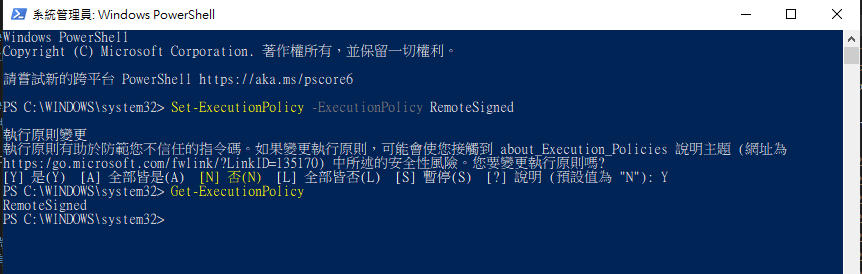 系統管理員: Windows PowerShell
Windows PowerShell
Copyright (C) Microsoft Corporation. 著作權所有，並保留一切權利。
請嘗試新的跨平台 PowerShell https://aka.ms/pscore6
PS C:\WINDOWS\system32> Set-ExecutionPolicy -ExecutionPolicy RemoteSigned
執行原則變更
執行原則有助於防範您不信任的指令碼。如果變更執行原則，可能會使您接觸到 about_Execution_Policies 說明主題 (網址為
https:/go.microsoft.com/fwlink/?LinkID=135170) 中所述的安全性風險。您要變更執行原則嗎?
[Y] 是(Y)  [A] 全部皆是(A)  [N] 否(N)  [L] 全部皆否(L)  [S] 暫停(S)  [?] 說明 (預設值為 "N"): Y
PS C:\WINDOWS\system32> Get-ExecutionPolicy
RemoteSigned
PS C:\WINDOWS\system32>